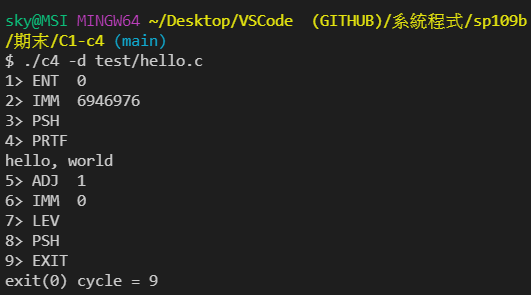 sky@MSI MINGW64 ~/Desktop/VSCode  (GITHUB)/系統程式/sp109b
/期末/C1-c4 (main)
$ ./c4 -d test/hello.c
1> ENT  0
2> IMM  6946976
3> PSH
4> PRTF
hello, world
5> ADJ  1
6> IMM  0
7> LEV
8> PSH
9> EXIT
exit(0) cycle = 9